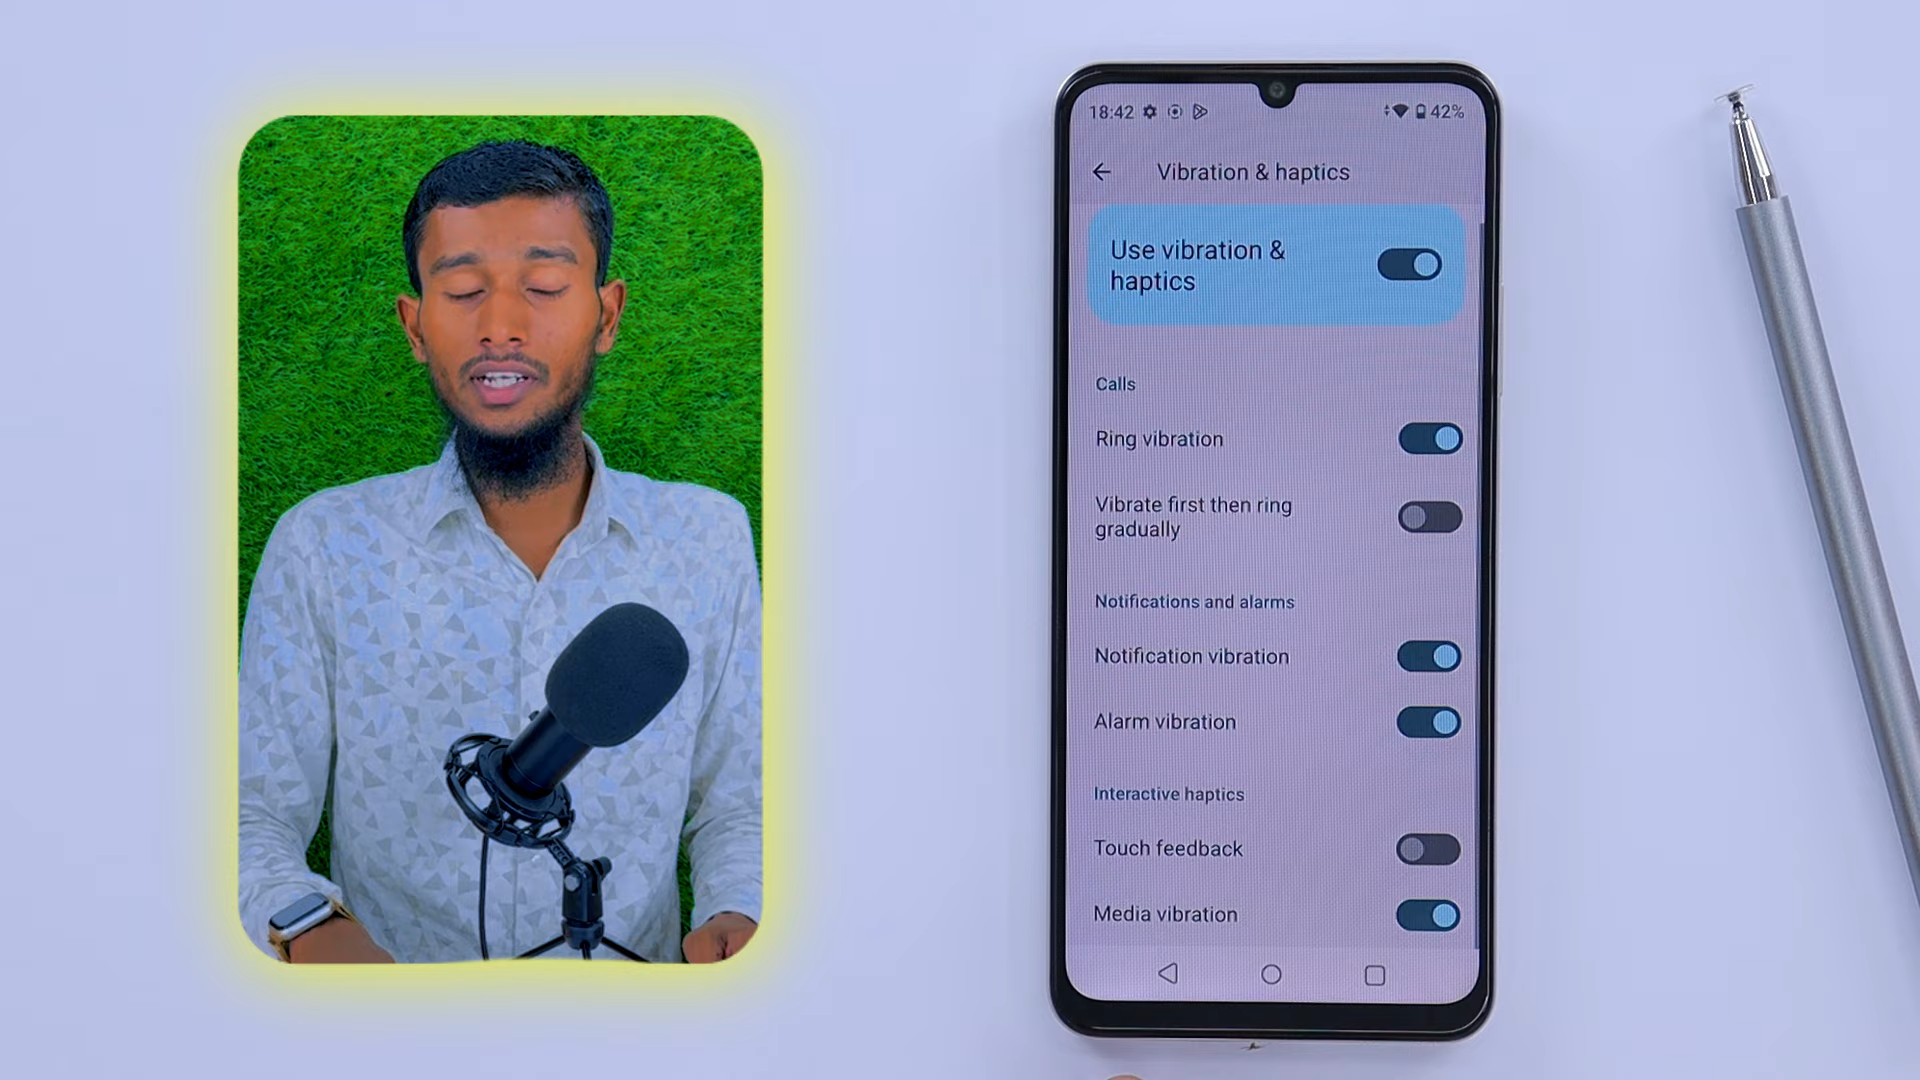 18:42
42%
Vibration & haptics
Use vibration &
haptics
Calls
Ring vibration
Vibrate first then ring
gradually
Notifications and alarms
Notification vibration
Alarm vibration
Interactive haptics
Touch feedback
Media vibration